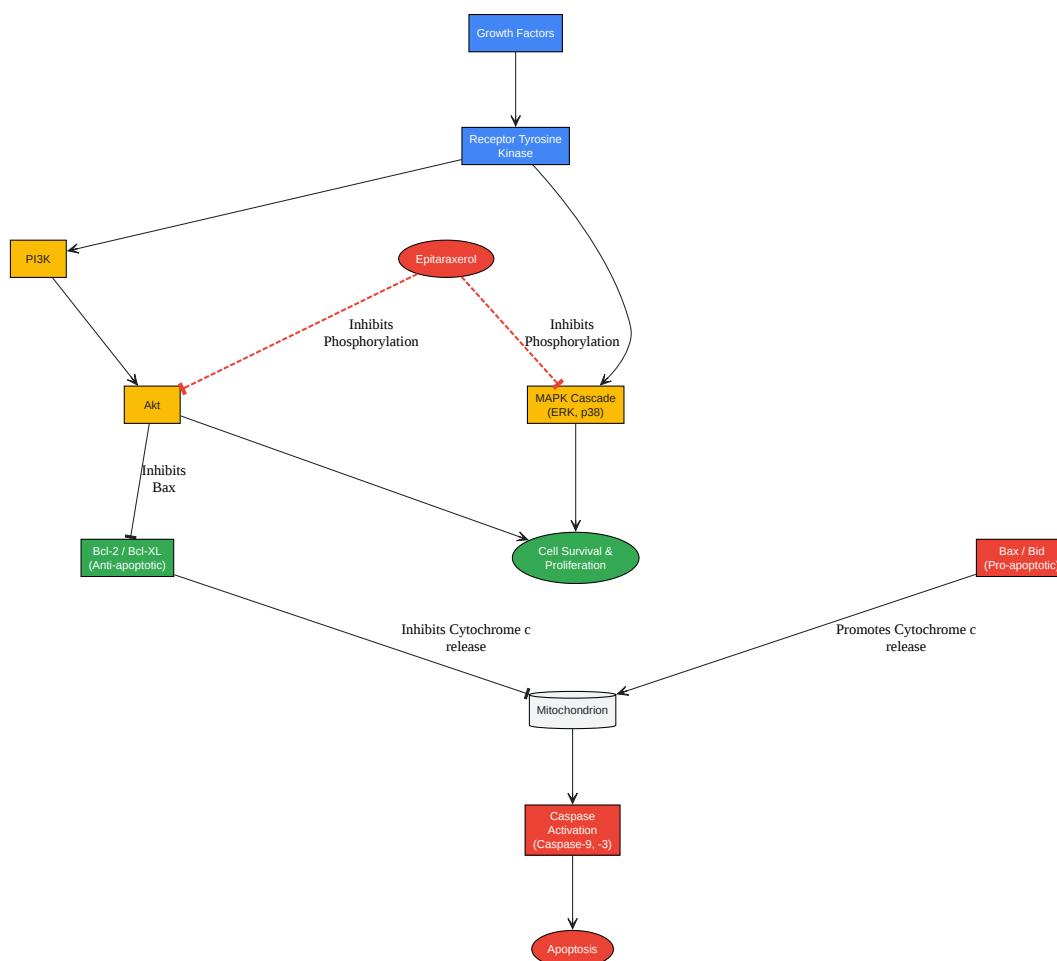 Growth Factors
Receptor Tyrosine
Kinase
PI3K
Epitaraxerol
Inhibits
Phosphorylation
Inhibits
Phosphorylation
Akt
MAPK Cascade
(ERK, p38)
Inhibits
Bax
Bcl-2 / Bcl-XL
(Anti-apoptotic)
Cell Survival &
Proliferation
Bax / Bid
(Pro-apoptotic)
Inhibits Cytochrome c
release
Promotes Cytochrome c
release
Mitochondrion
Caspase
Activation
(Caspase-9, -3)
Apoptosis